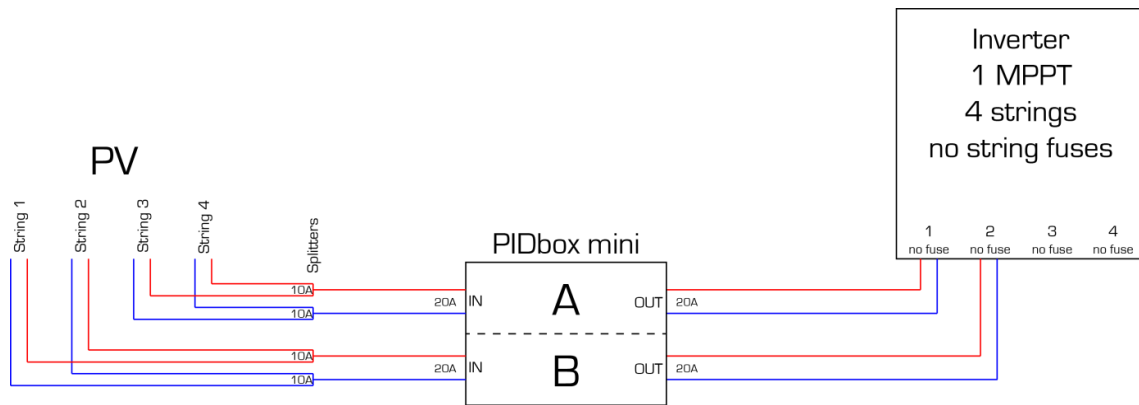 Inverter
1 MPPT
4 strings
no string fuses
PV
String 1
String 2
String 3
String 4
Splitters
1
2
3
4
no fuse
no fuse
no fuse
no fuse
PIDbox mini
10A
10A
20A
IN
A
OUT
20A
10A
10A
20A
IN
B
OUT
20A